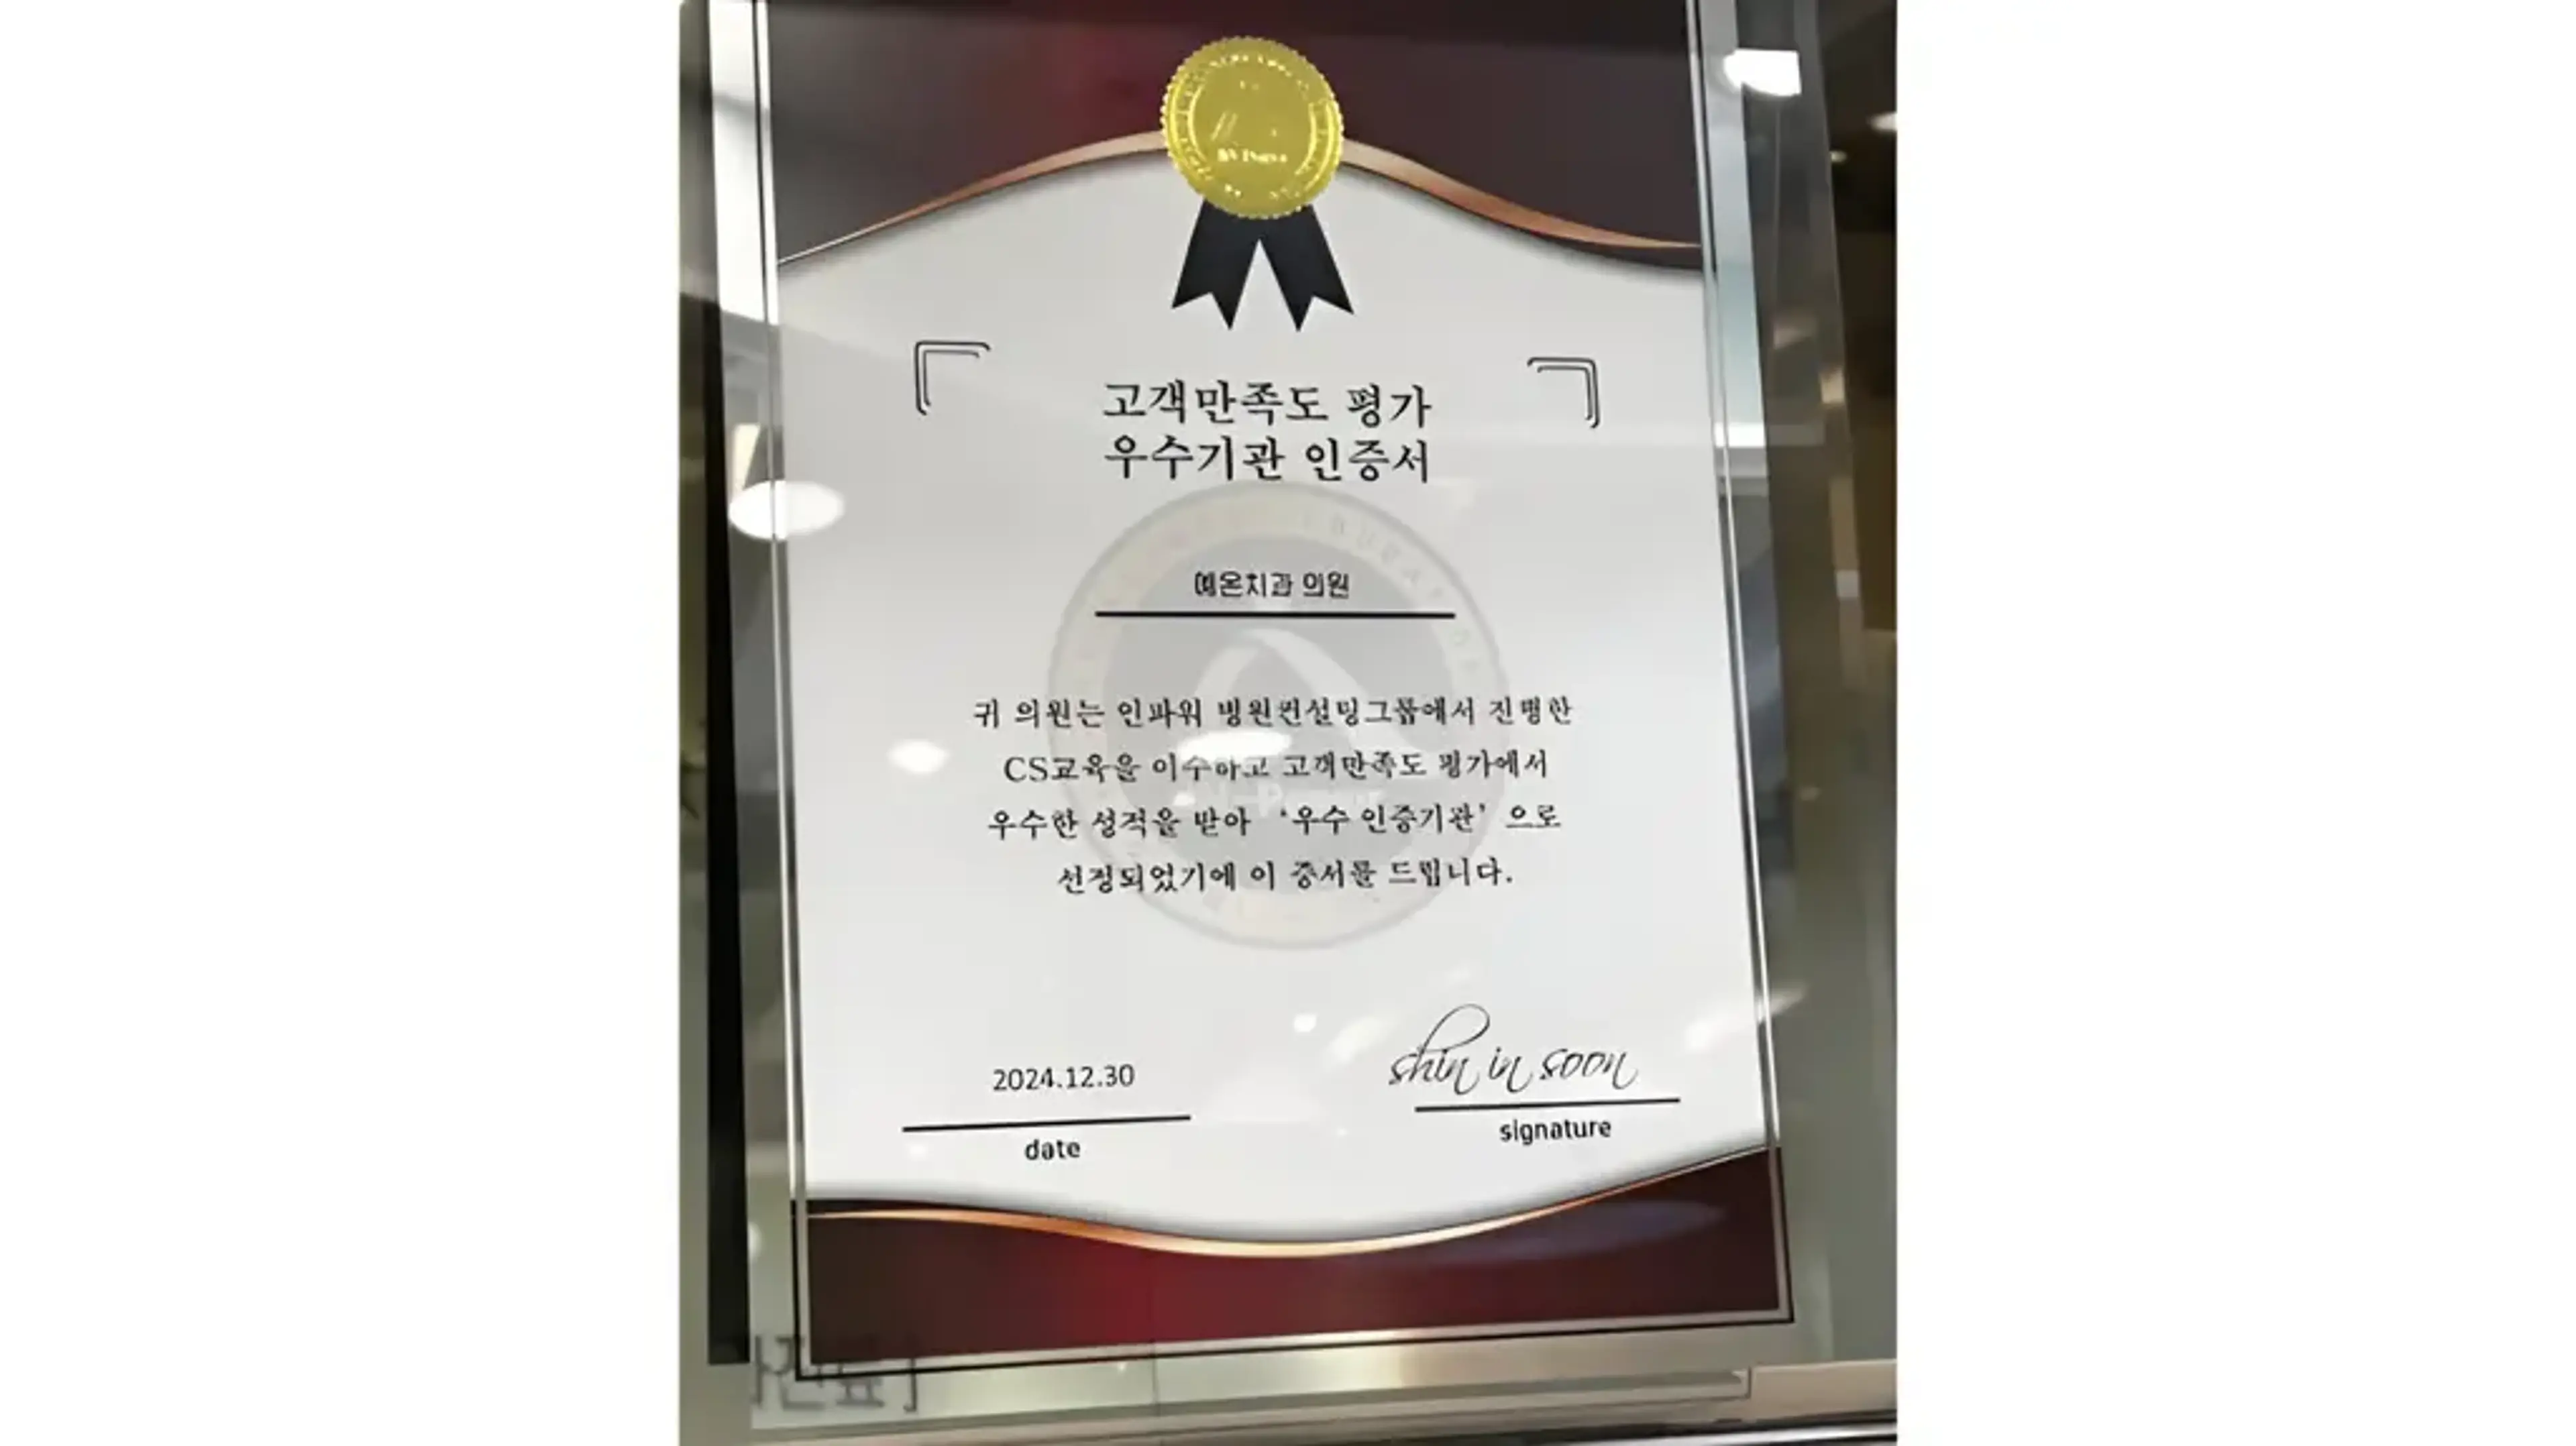 고객만족도 평가
우수기관 인증서
예온치과 의원
귀 의원는 인파워 병원컨설팅그룹에서 진행한
CS교육을 이수하고 고객만족도 평가에서
우수한 성적을 받아 ‘우수 인증기관’ 으로
선정되었기에 이 증서를 드립니다.
2024.12.30
shin in soon
date
signature